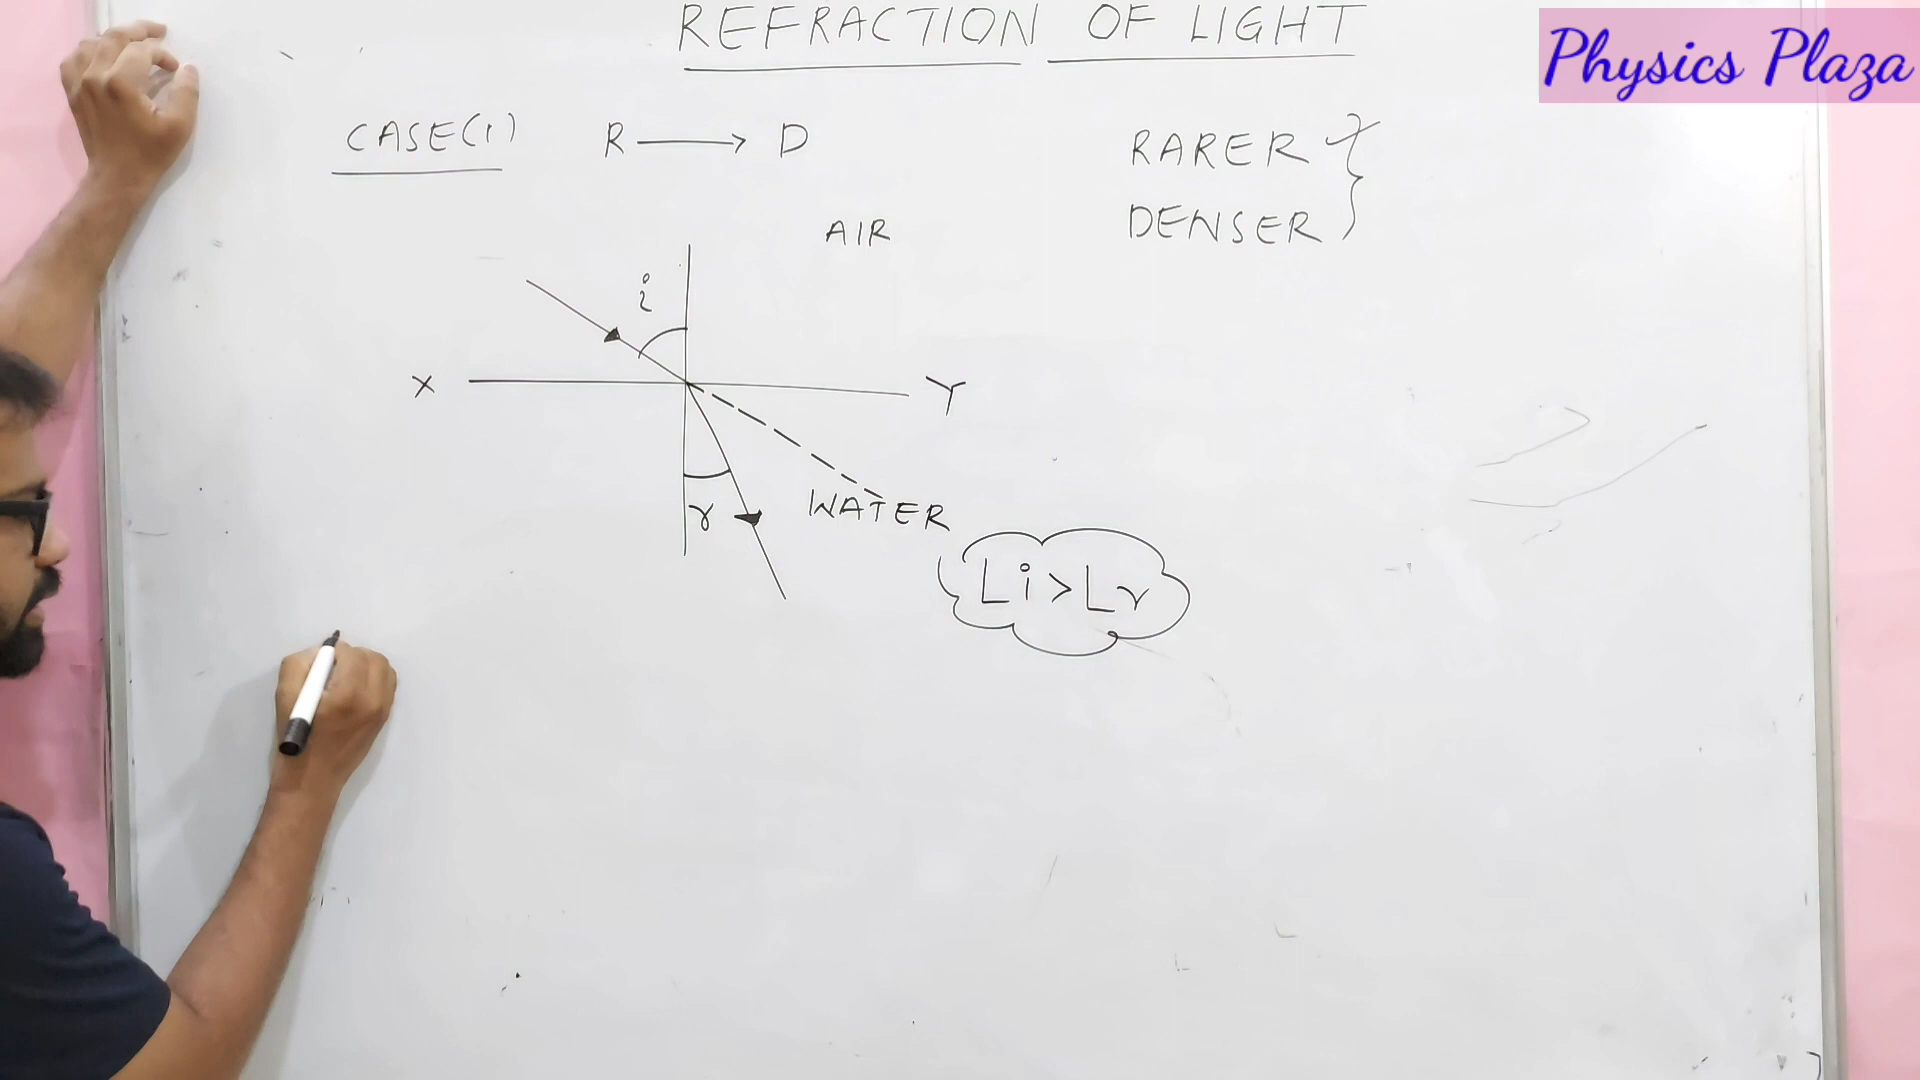 REFRACTION OF LIGHT
Physics Plaza
CASE(1) R → D
RARER
DENSER
AIR
i
X Y
r
WATER
∠i > ∠r